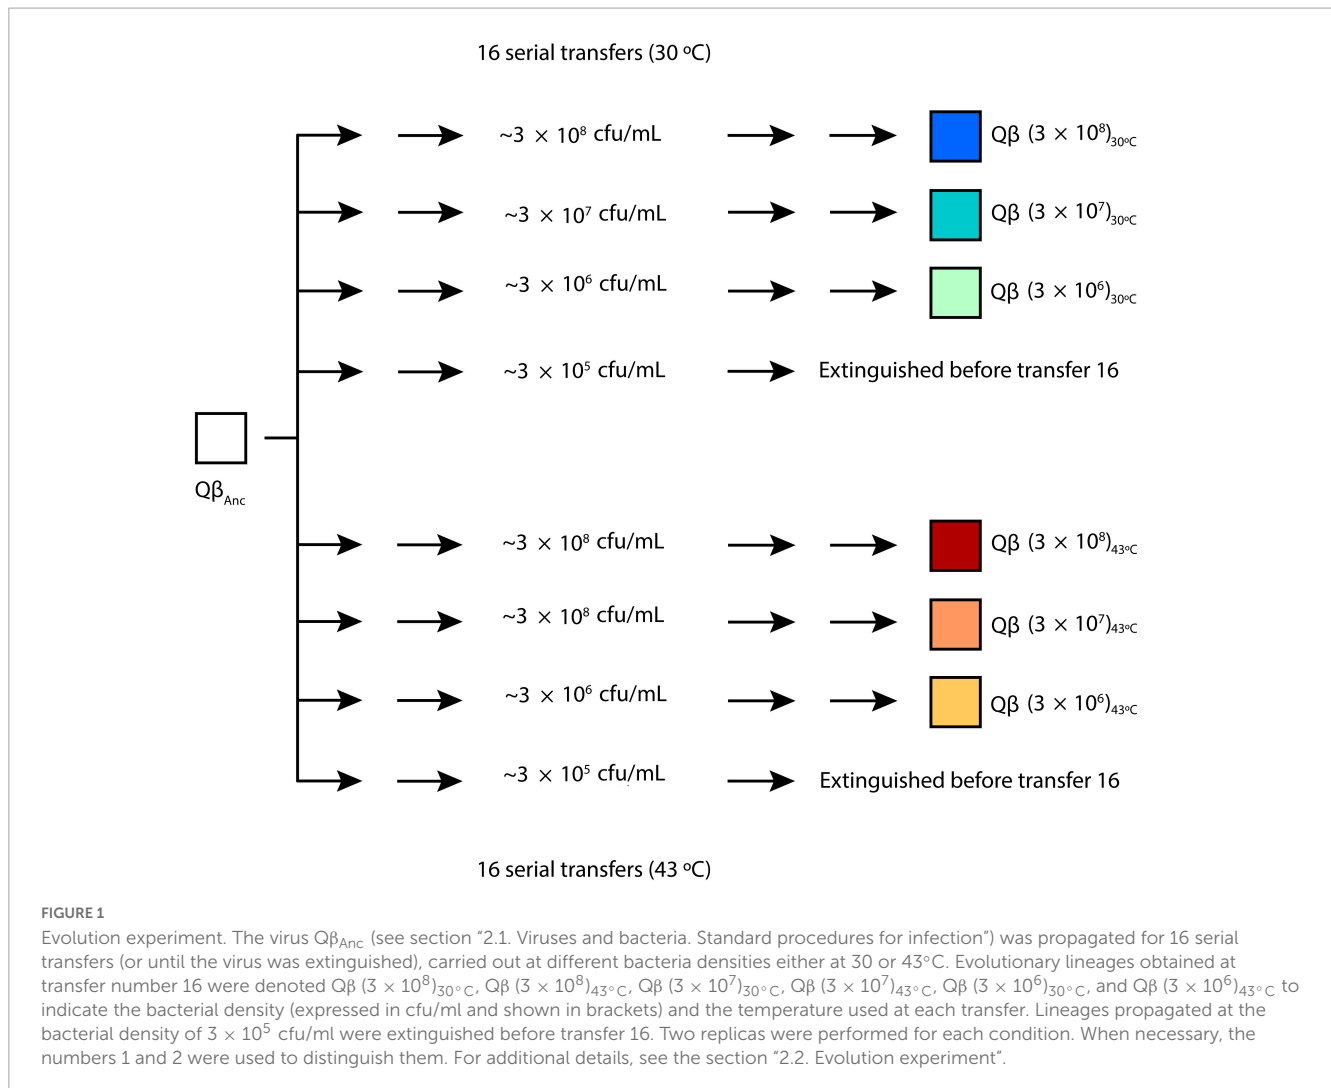 16 serial transfers (30 ºC)
~3 × 10⁸ cfu/mL Qβ (3 × 10⁸)₃₀ºC
~3 × 10⁷ cfu/mL Qβ (3 × 10⁷)₃₀ºC
~3 × 10⁶ cfu/mL Qβ (3 × 10⁶)₃₀ºC
~3 × 10⁵ cfu/mL Extinguished before transfer 16
Qβ_Anc
~3 × 10⁸ cfu/mL Qβ (3 × 10⁸)₄₃ºC
~3 × 10⁸ cfu/mL Qβ (3 × 10⁷)₄₃ºC
~3 × 10⁶ cfu/mL Qβ (3 × 10⁶)₄₃ºC
~3 × 10⁵ cfu/mL Extinguished before transfer 16
16 serial transfers (43 ºC)
FIGURE 1
Evolution experiment. The virus Qβ_Anc (see section "2.1. Viruses and bacteria. Standard procedures for infection") was propagated for 16 serial
transfers (or until the virus was extinguished), carried out at different bacteria densities either at 30 or 43°C. Evolutionary lineages obtained at
transfer number 16 were denoted Qβ (3 × 10⁸)₃₀°C, Qβ (3 × 10⁸)₄₃°C, Qβ (3 × 10⁷)₃₀°C, Qβ (3 × 10⁷)₄₃°C, Qβ (3 × 10⁶)₃₀°C, and Qβ (3 × 10⁶)₄₃°C to
indicate the bacterial density (expressed in cfu/ml and shown in brackets) and the temperature used at each transfer. Lineages propagated at the
bacterial density of 3 × 10⁵ cfu/ml were extinguished before transfer 16. Two replicas were performed for each condition. When necessary, the
numbers 1 and 2 were used to distinguish them. For additional details, see the section "2.2. Evolution experiment".